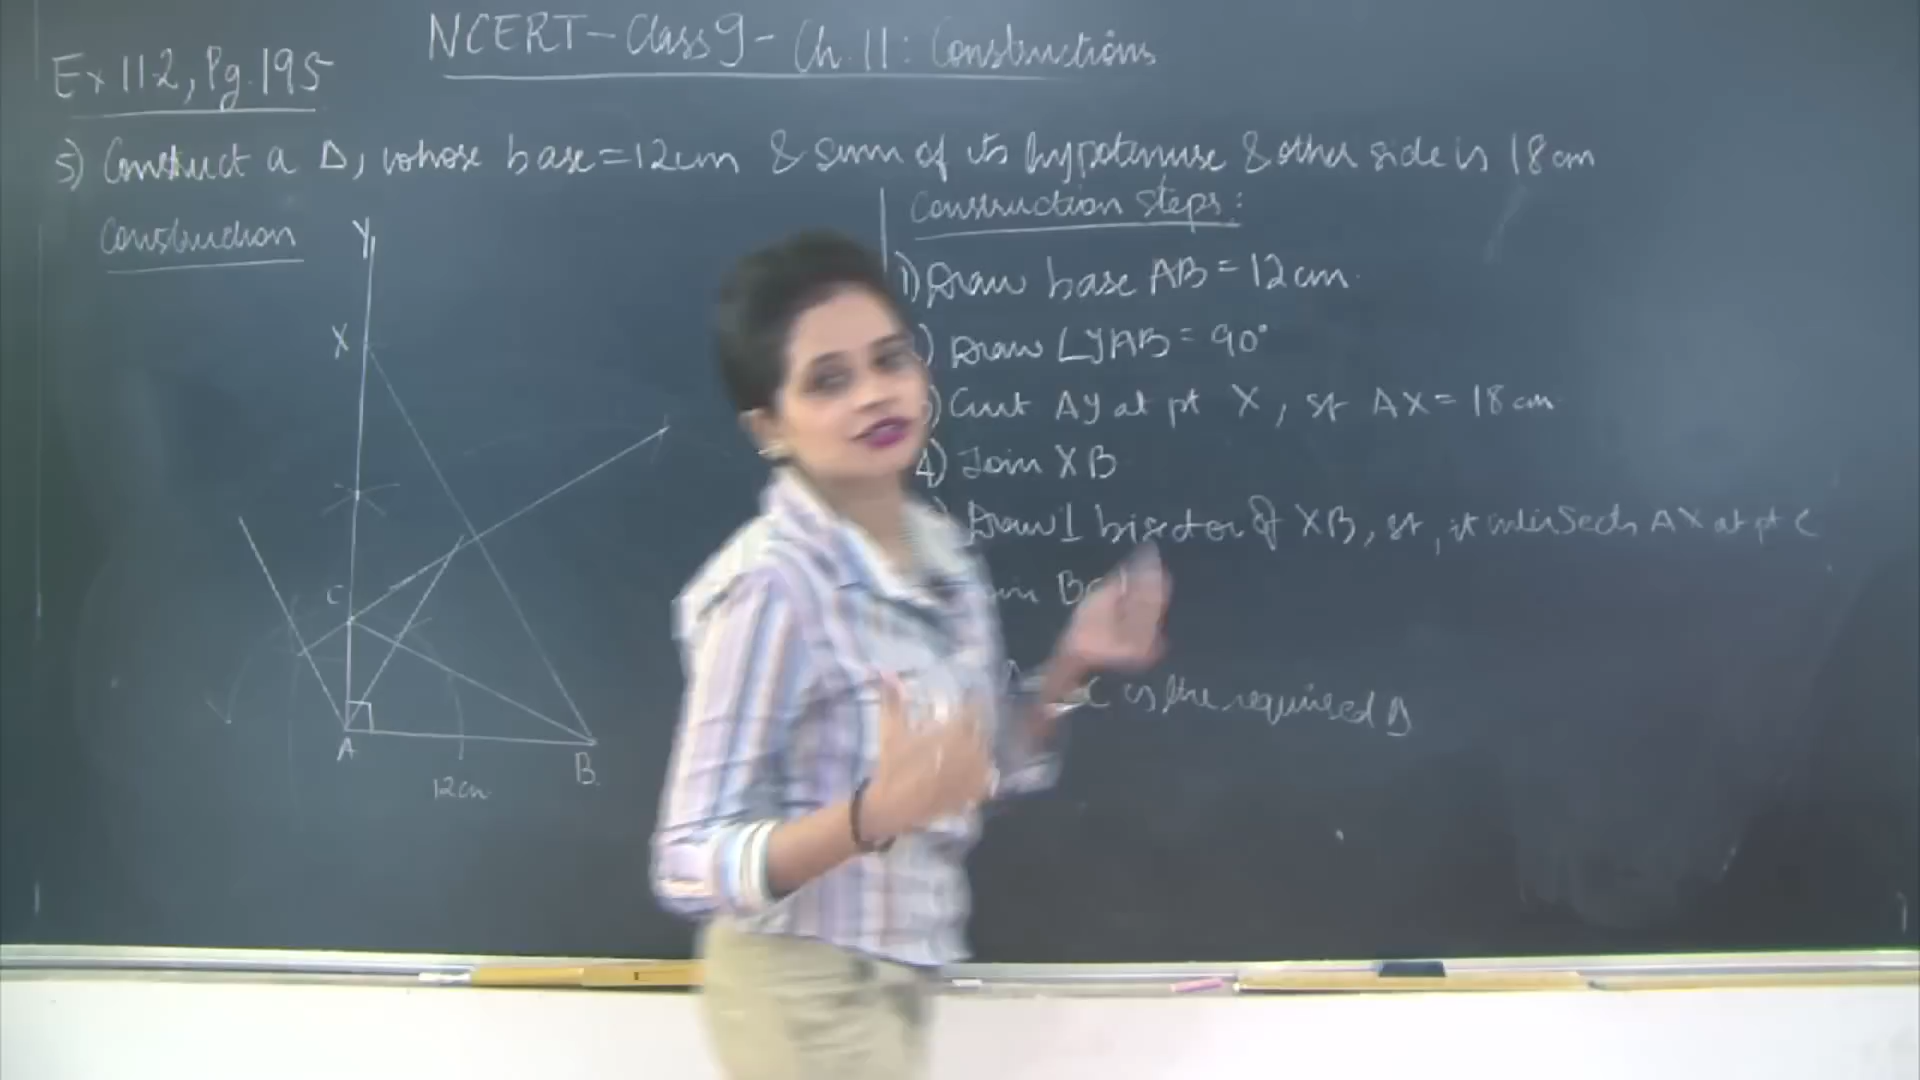 NCERT - Class 9 - Ch. 11 : Constructions
Ex 11.2, Pg. 195
5) Construct a Δ, whose base = 12cm & sum of its hypotenuse & other side is 18 cm
Construction
Y
X
C
A
B
12cm
Construction Steps :
1) Draw base AB = 12 cm.
) Draw ∠YAB = 90°
) Cut AY at pt X, st AX = 18 cm
4) Join XB
) Draw ⊥ bisector of XB, st, it intersects AX at pt C
C is the required Δ